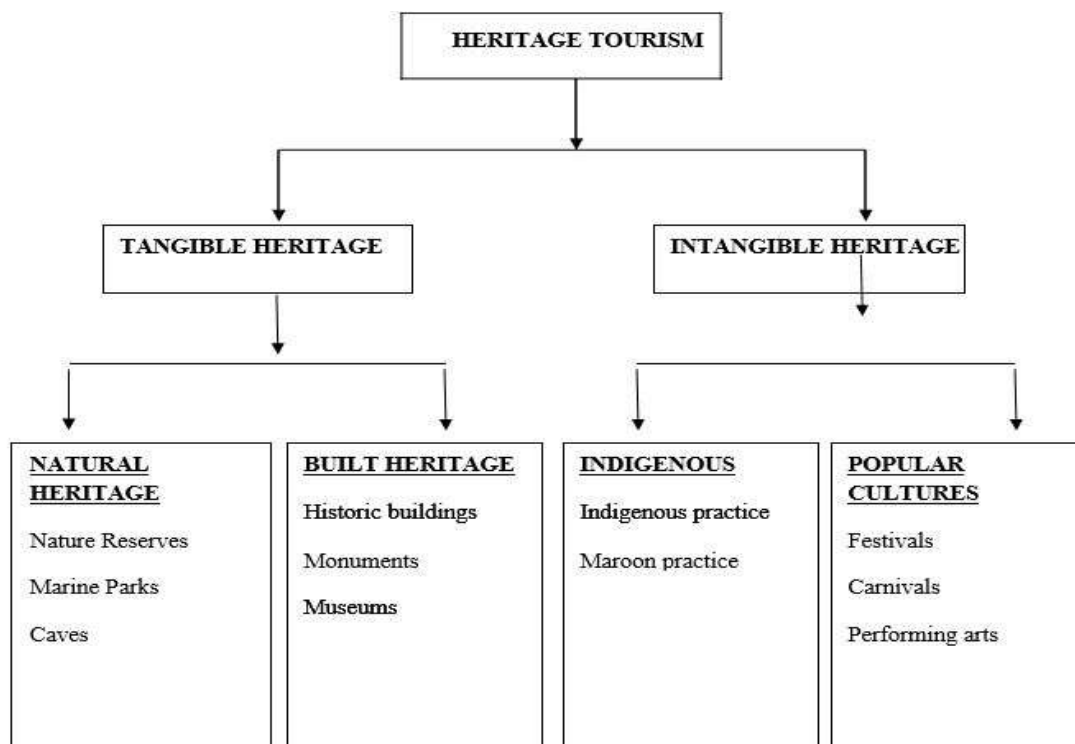 HERITAGE TOURISM
TANGIBLE HERITAGE
INTANGIBLE HERITAGE
NATURAL
HERITAGE
Nature Reserves
Marine Parks
Caves
BUILT HERITAGE
Historic buildings
Monuments
Museums
INDIGENOUS
Indigenous practice
Maroon practice
POPULAR
CULTURES
Festivals
Carnivals
Performing arts